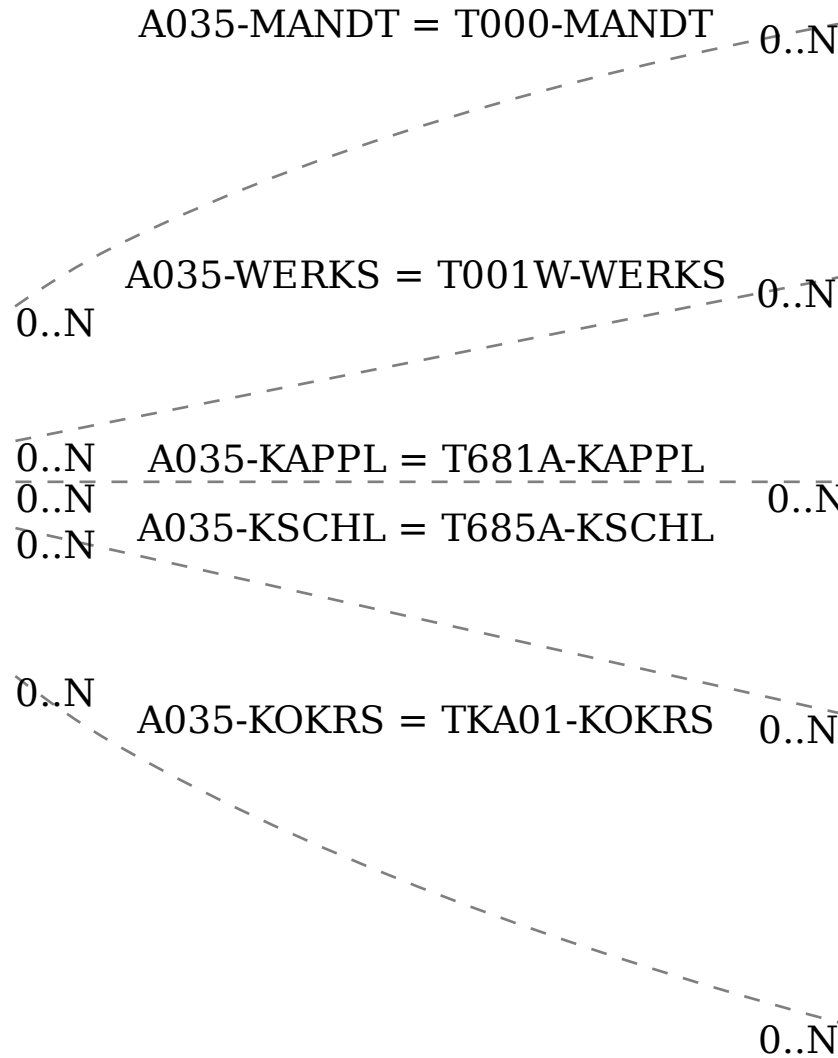 A035-MANDT = T000-MANDT
0..N
A035-WERKS = T001W-WERKS
0..N
0..N
0..N
A035-KAPPL = T681A-KAPPL
0..N
0..N
A035-KSCHL = T685A-KSCHL
0..N
0..N
A035-KOKRS = TKA01-KOKRS
0..N
0..N